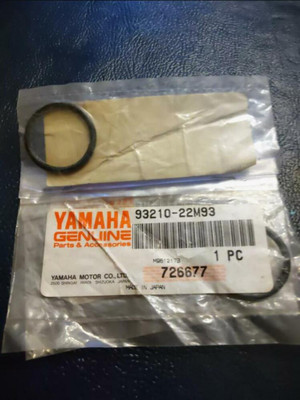 YAMAHA
GENUINE
Parts & Accessories
93210-22M93
1 PC
YAMAHA MOTOR CO., LTD.
726677
MADE IN JAPAN